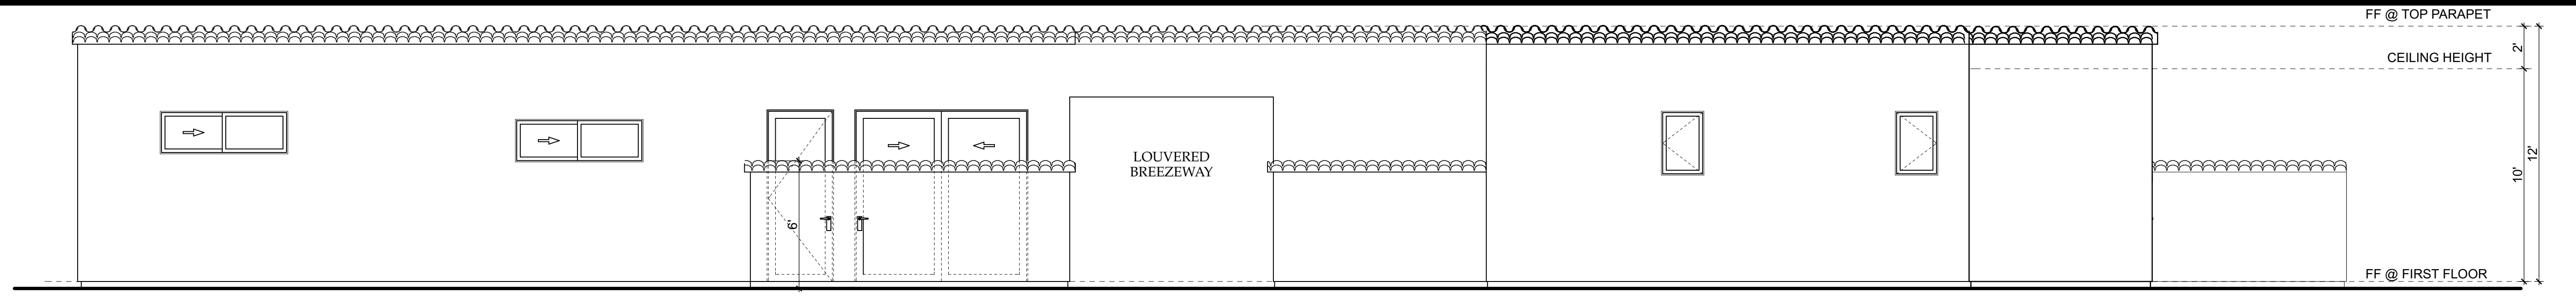 FF @ TOP PARAPET
2'
CEILING HEIGHT
LOUVERED
BREEZEWAY
12'
10'
6'
FF @ FIRST FLOOR